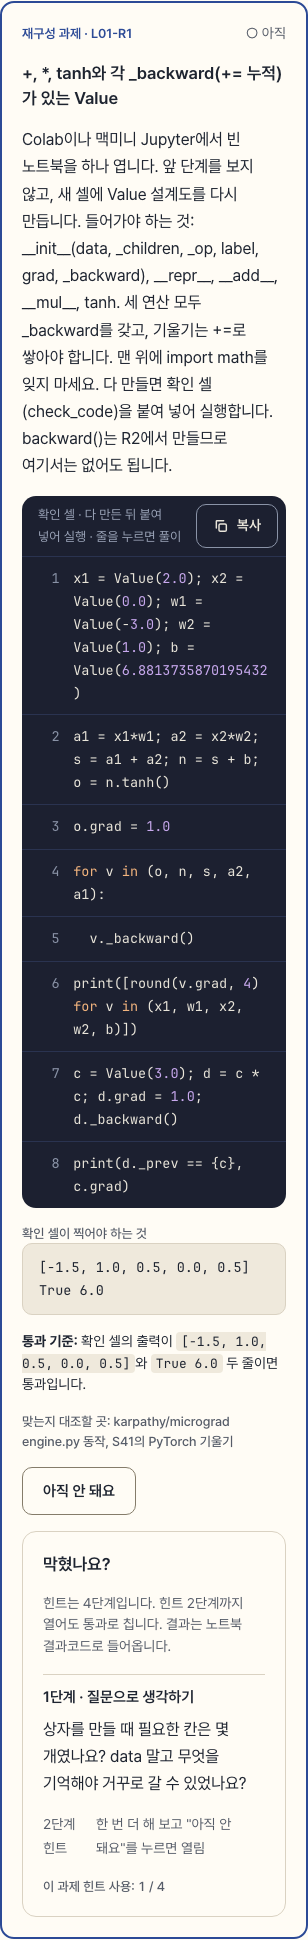 재구성 과제 · L01-R1
아직
+, *, tanh와 각 _backward(+= 누적)
가 있는 Value
Colab이나 맥미니 Jupyter에서 빈
노트북을 하나 엽니다. 앞 단계를 보지
않고, 새 셀에 Value 설계도를 다시
만듭니다. 들어가야 하는 것:
__init__(data, _children, _op, label,
grad, _backward), __repr__, __add__,
__mul__, tanh. 세 연산 모두
_backward를 갖고, 기울기는 +=로
쌓아야 합니다. 맨 위에 import math를
잊지 마세요. 다 만들면 확인 셀
(check_code)을 붙여 넣어 실행합니다.
backward()는 R2에서 만들므로
여기서는 없어도 됩니다.
확인 셀 · 다 만든 뒤 붙여
넣어 실행 · 줄을 누르면 풀이
복사
1 x1 = Value(2.0); x2 =
Value(0.0); w1 =
Value(-3.0); w2 =
Value(1.0); b =
Value(6.8813735870195432
)
2 a1 = x1*w1; a2 = x2*w2;
s = a1 + a2; n = s + b;
o = n.tanh()
3 o.grad = 1.0
4 for v in (o, n, s, a2,
a1):
5 v._backward()
6 print([round(v.grad, 4)
for v in (x1, w1, x2,
w2, b)])
7 c = Value(3.0); d = c *
c; d.grad = 1.0;
d._backward()
8 print(d._prev == {c},
c.grad)
확인 셀이 찍어야 하는 것
[-1.5, 1.0, 0.5, 0.0, 0.5]
True 6.0
통과 기준: 확인 셀의 출력이 [-1.5, 1.0,
0.5, 0.0, 0.5]와 True 6.0 두 줄이면
통과입니다.
맞는지 대조할 곳: karpathy/micrograd
engine.py 동작, S41의 PyTorch 기울기
아직 안 돼요
막혔나요?
힌트는 4단계입니다. 힌트 2단계까지
열어도 통과로 칩니다. 결과는 노트북
결과코드로 들어옵니다.
1단계 · 질문으로 생각하기
상자를 만들 때 필요한 칸은 몇
개였나요? data 말고 무엇을
기억해야 거꾸로 갈 수 있었나요?
2단계 한 번 더 해 보고 "아직 안
힌트 돼요"를 누르면 열림
이 과제 힌트 사용: 1 / 4